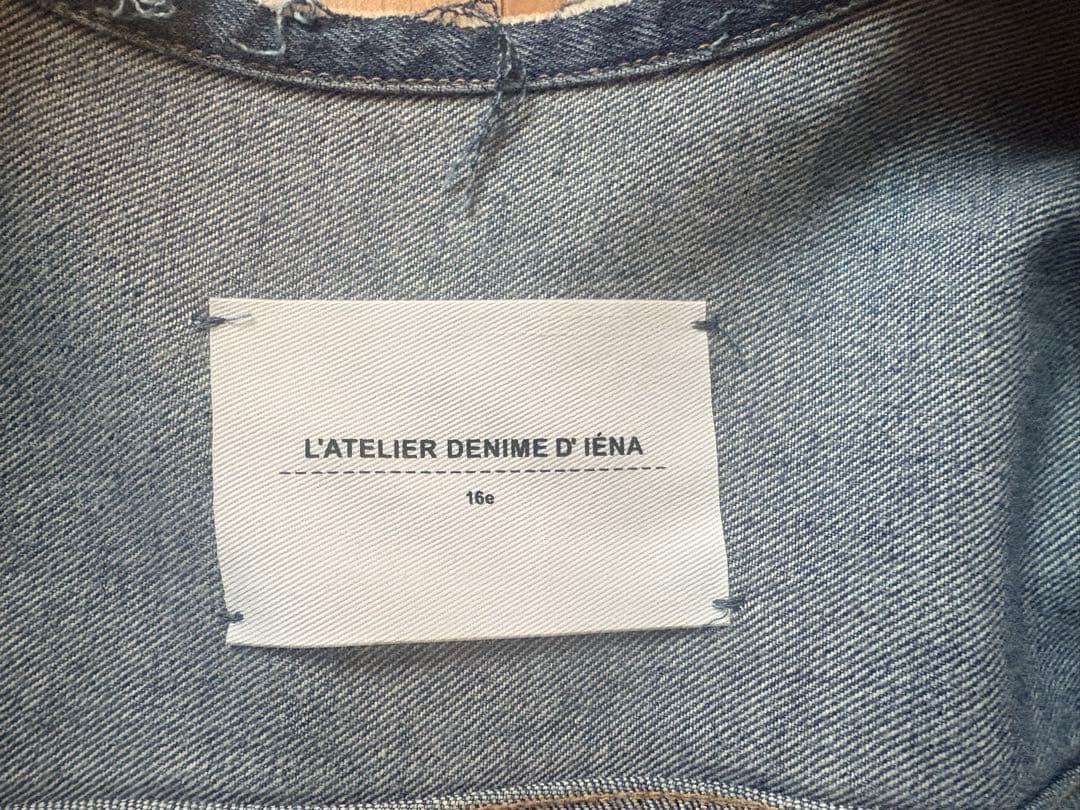 L'ATELIER DENIME D' IÉNA
16e